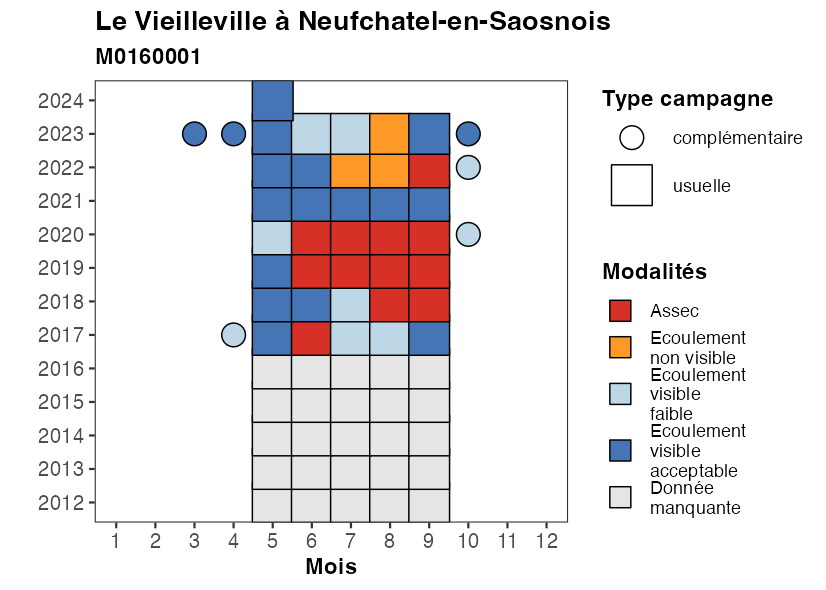 Le Vieilleville à Neufchatel-en-Saosnois
M0160001
2024
2023
2022
2021
2020
2019
2018
2017
2016
2015
2014
2013
2012
1 2 3 4 5 6 7 8 9 10 11 12
Mois
Type campagne
complémentaire
usuelle
Modalités
Assec
Ecoulement
non visible
Ecoulement
visible
faible
Ecoulement
visible
acceptable
Donnée
manquante